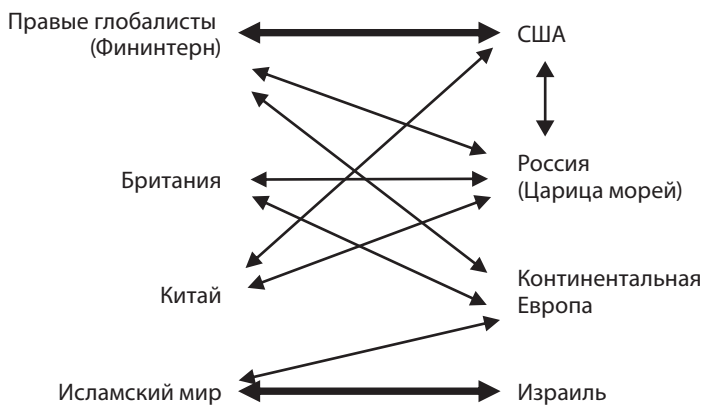 Правые глобалисты
(Фининтерн)
США
Британия
Россия
(Царица морей)
Китай
Континентальная
Европа
Исламский мир
Израиль